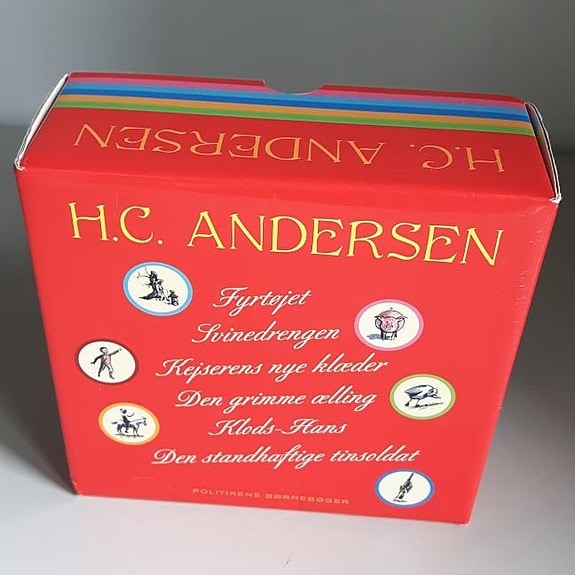 H.C. ANDERSEN
H.C. ANDERSEN
Fyrtøjet
Svinedrengen
Kejserens nye klæder
Den grimme ælling
Klods-Hans
Den standhaftige tinsoldat
POLITIKENS BØRNEBØGER